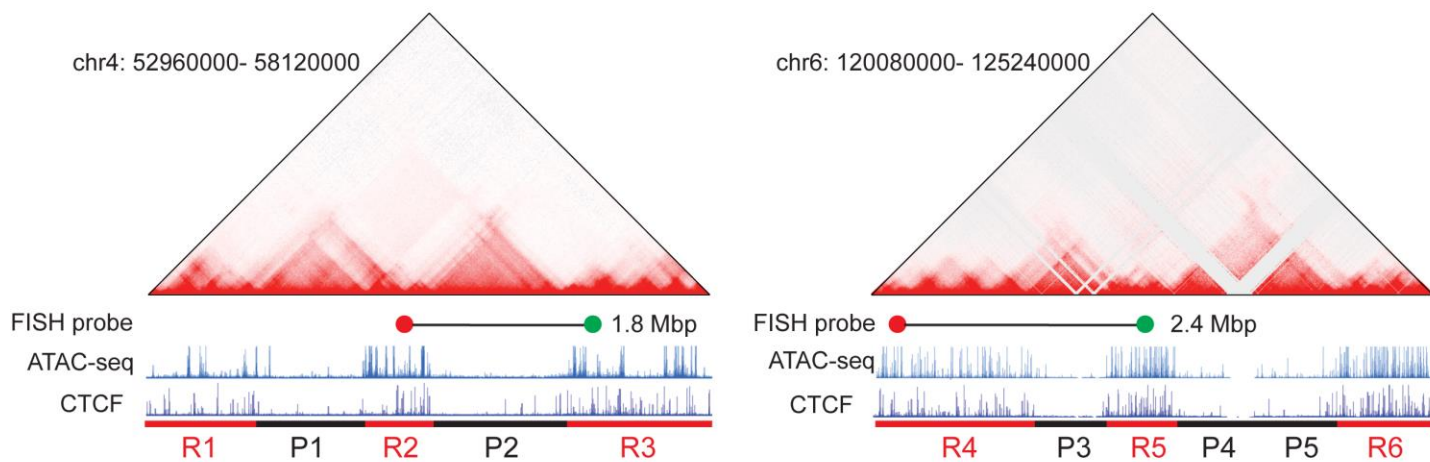 chr4: 52960000- 58120000
FISH probe
1.8 Mbp
ATAC-seq
CTCF
R1 P1 R2 P2 R3
chr6: 120080000- 125240000
FISH probe
2.4 Mbp
ATAC-seq
CTCF
R4 P3 R5 P4 P5 R6